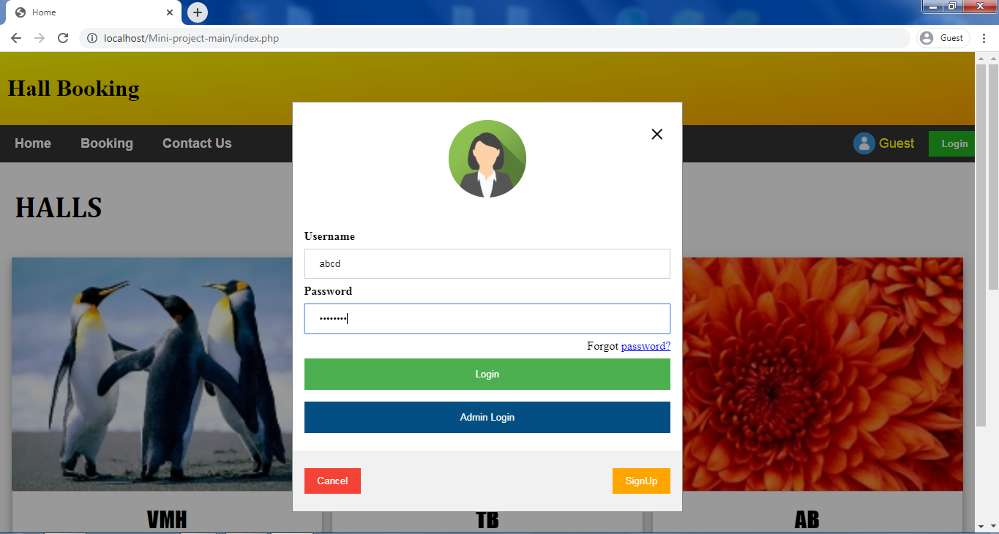 Home
localhost/Mini-project-main/index.php
Guest
Hall Booking
Home Booking Contact Us Guest Login
HALLS
Username
abcd
Password
••••••••
Forgot password?
Login
Admin Login
Cancel SignUp
VMH TB AB